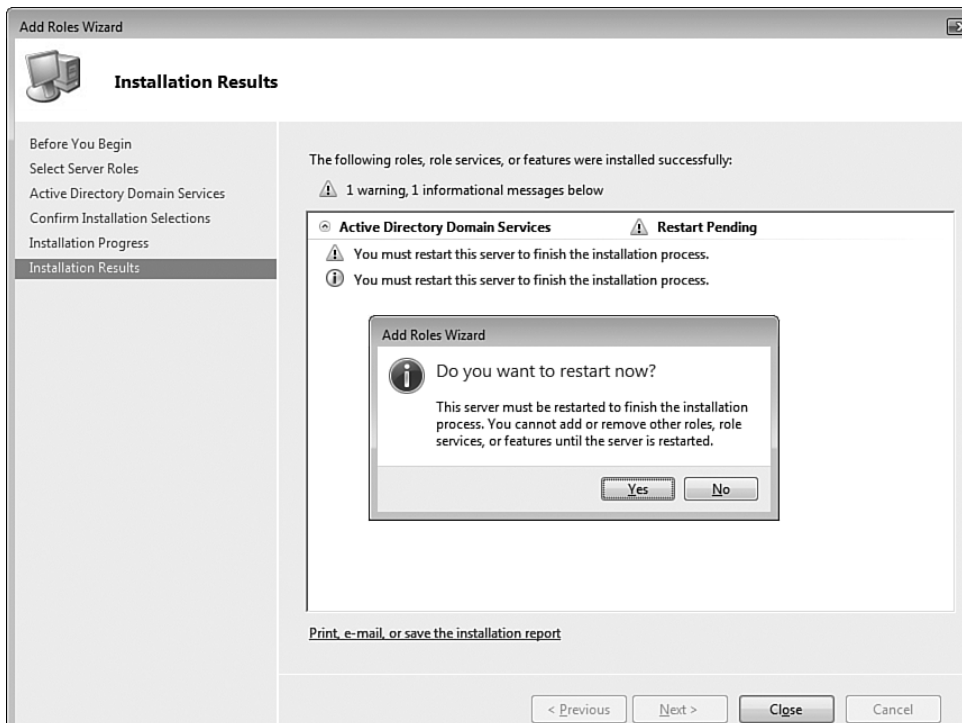 Add Roles Wizard
Installation Results
Before You Begin
Select Server Roles
Active Directory Domain Services
Confirm Installation Selections
Installation Progress
Installation Results
The following roles, role services, or features were installed successfully:
1 warning, 1 informational messages below
Active Directory Domain Services Restart Pending
You must restart this server to finish the installation process.
You must restart this server to finish the installation process.
Add Roles Wizard
Do you want to restart now?
This server must be restarted to finish the installation
process. You cannot add or remove other roles, role
services, or features until the server is restarted.
Yes No
Print, e-mail, or save the installation report
< Previous Next > Close Cancel